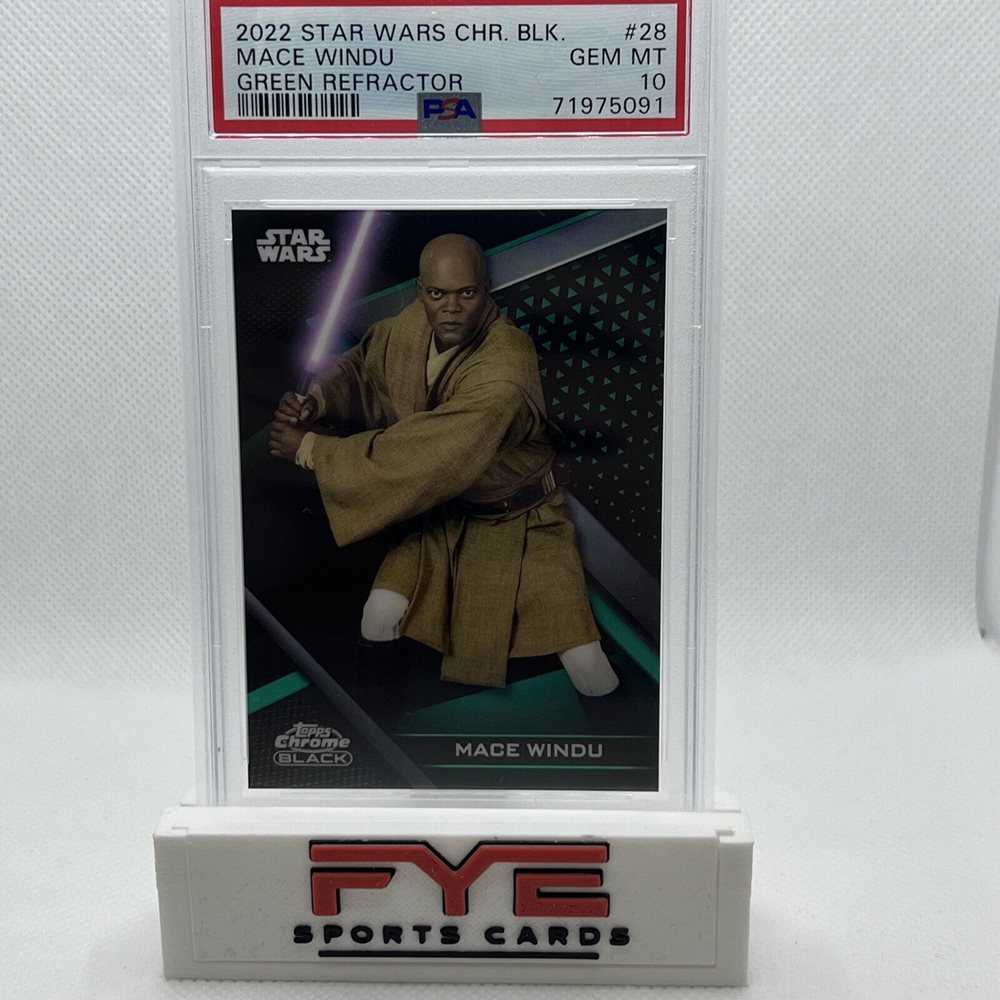 2022 STAR WARS CHR. BLK. #28
MACE WINDU GEM MT
GREEN REFRACTOR 10
PSA 71975091
STAR
WARS
Topps
Chrome
BLACK
MACE WINDU
FYE
SPORTS CARDS